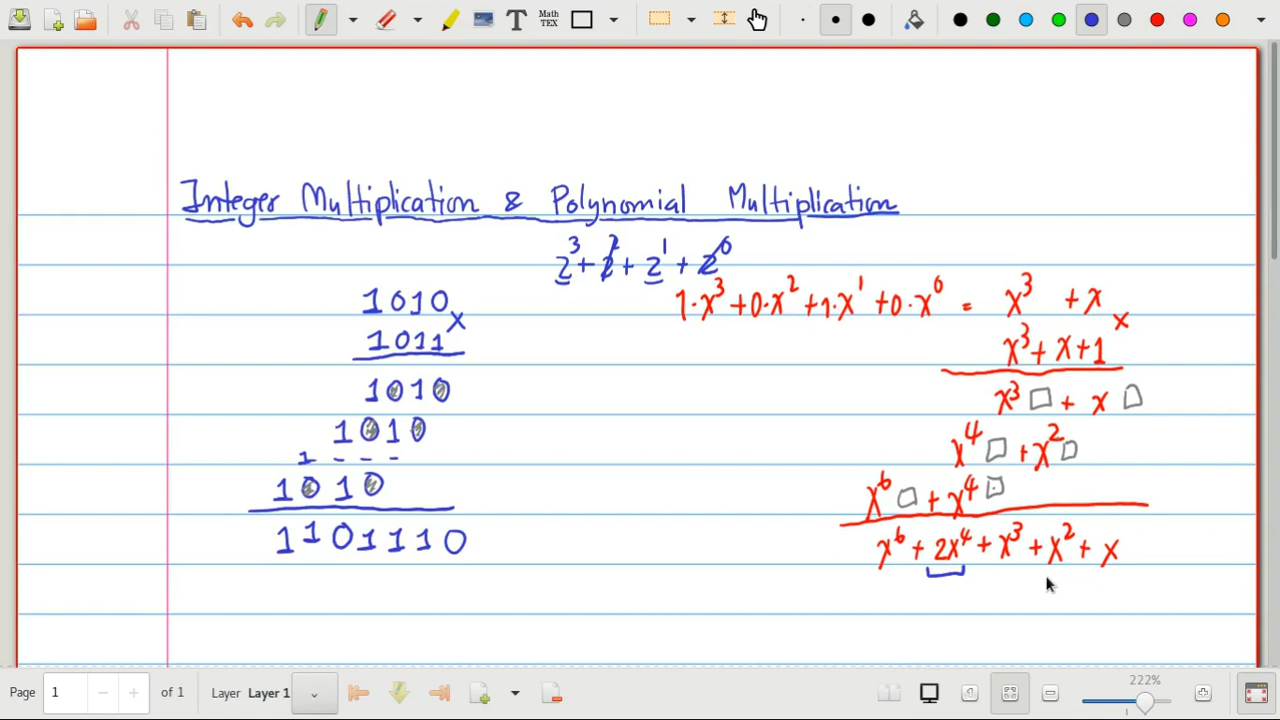 Math
TEX
Integer Multiplication & Polynomial Multiplication
2³ + 2² + 2¹ + 2⁰
1010 ×
1011
1010
1010
1 - - -
1010
1101110
1·x³ + 0·x² + 1·x¹ + 0·x⁰ = x³ + x ×
x³ + x + 1
x³ □ + x □
x⁴ □ + x² □
x⁶ □ + x⁴ □
x⁶ + 2x⁴ + x³ + x² + x
Page 1 of 1 Layer Layer 1 222%